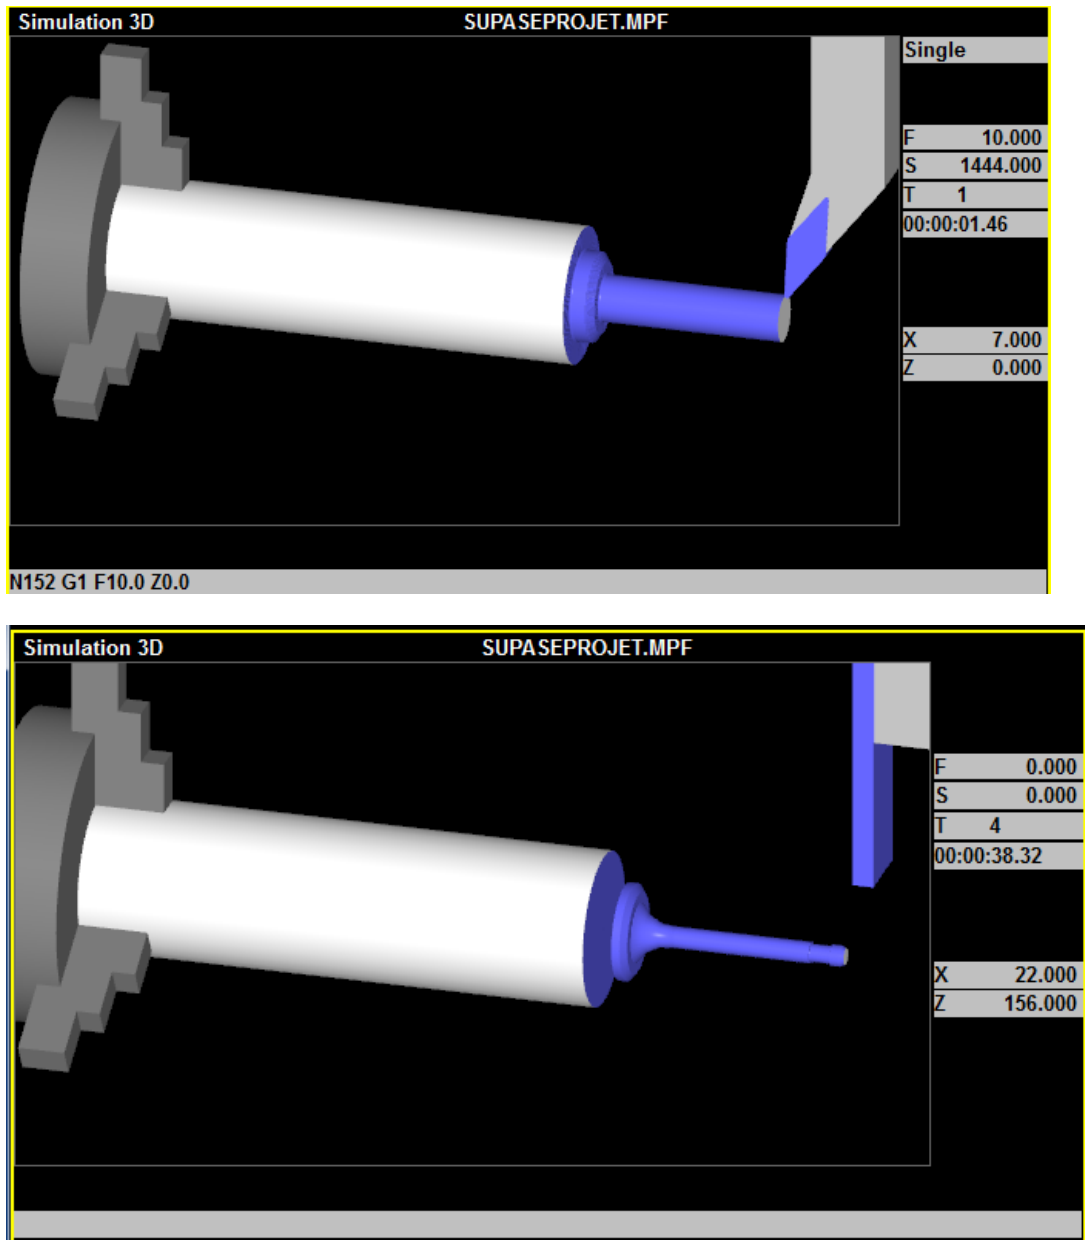 Simulation 3D SUPASEPROJET.MPF
Single
F 10.000
S 1444.000
T 1
00:00:01.46
X 7.000
Z 0.000
N152 G1 F10.0 Z0.0
Simulation 3D SUPASEPROJET.MPF
F 0.000
S 0.000
T 4
00:00:38.32
X 22.000
Z 156.000